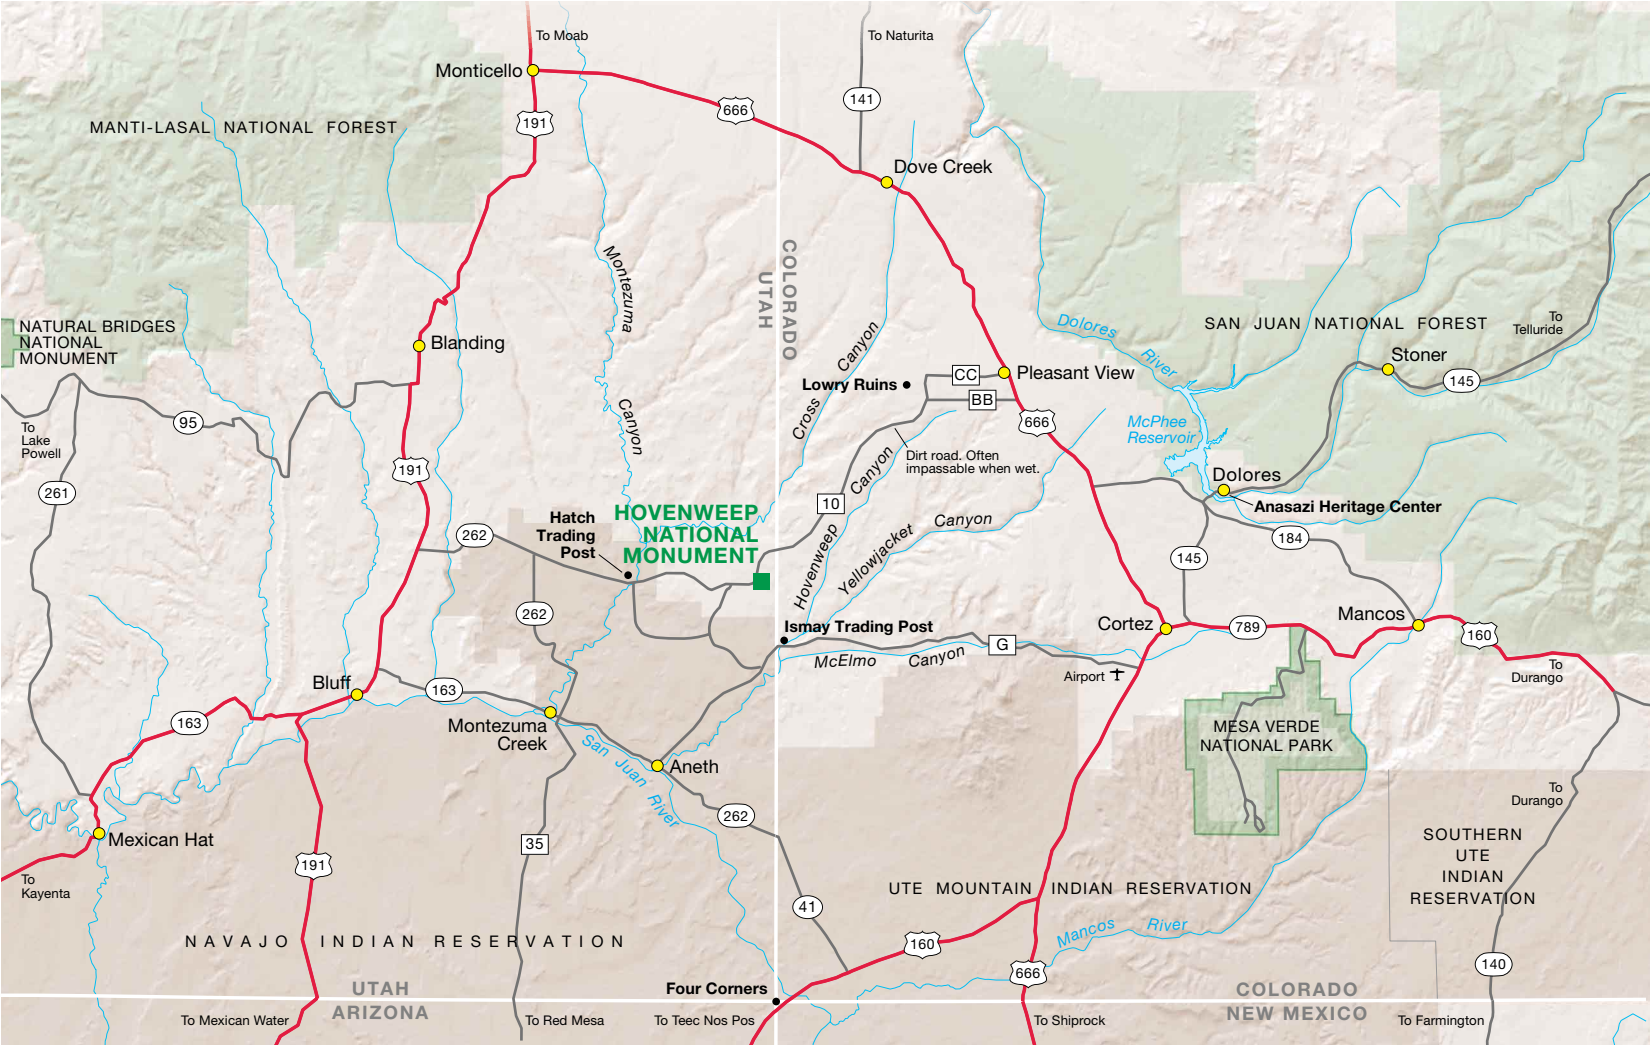 To Moab
To Naturita
Monticello
666
141
191
MANTI-LASAL NATIONAL FOREST
Dove Creek
Montezuma
Canyon
COLORADO
UTAH
NATURAL BRIDGES
NATIONAL
MONUMENT
Blanding
Dolores
River
SAN JUAN NATIONAL FOREST
To
Telluride
Stoner
145
Cross
Canyon
Lowry Ruins
CC
Pleasant View
BB
666
McPhee
Reservoir
95
To
Lake
Powell
191
261
Dirt road. Often
impassable when wet.
Dolores
Anasazi Heritage Center
10
Hovenweep
Canyon
Yellowjacket
Canyon
HOVENWEEP
NATIONAL
MONUMENT
Hatch
Trading
Post
262
262
184
145
Ismay Trading Post
Cortez
789
Mancos
160
McElmo
Canyon
G
Airport
To
Durango
Bluff
163
163
Montezuma
Creek
San Juan River
Aneth
MESA VERDE
NATIONAL PARK
To
Durango
262
Mexican Hat
35
191
To
Kayenta
SOUTHERN
UTE
INDIAN
RESERVATION
UTE MOUNTAIN INDIAN RESERVATION
41
160
Mancos
River
NAVAJO INDIAN RESERVATION
666
140
UTAH
ARIZONA
Four Corners
COLORADO
NEW MEXICO
To Mexican Water
To Red Mesa
To Teec Nos Pos
To Shiprock
To Farmington